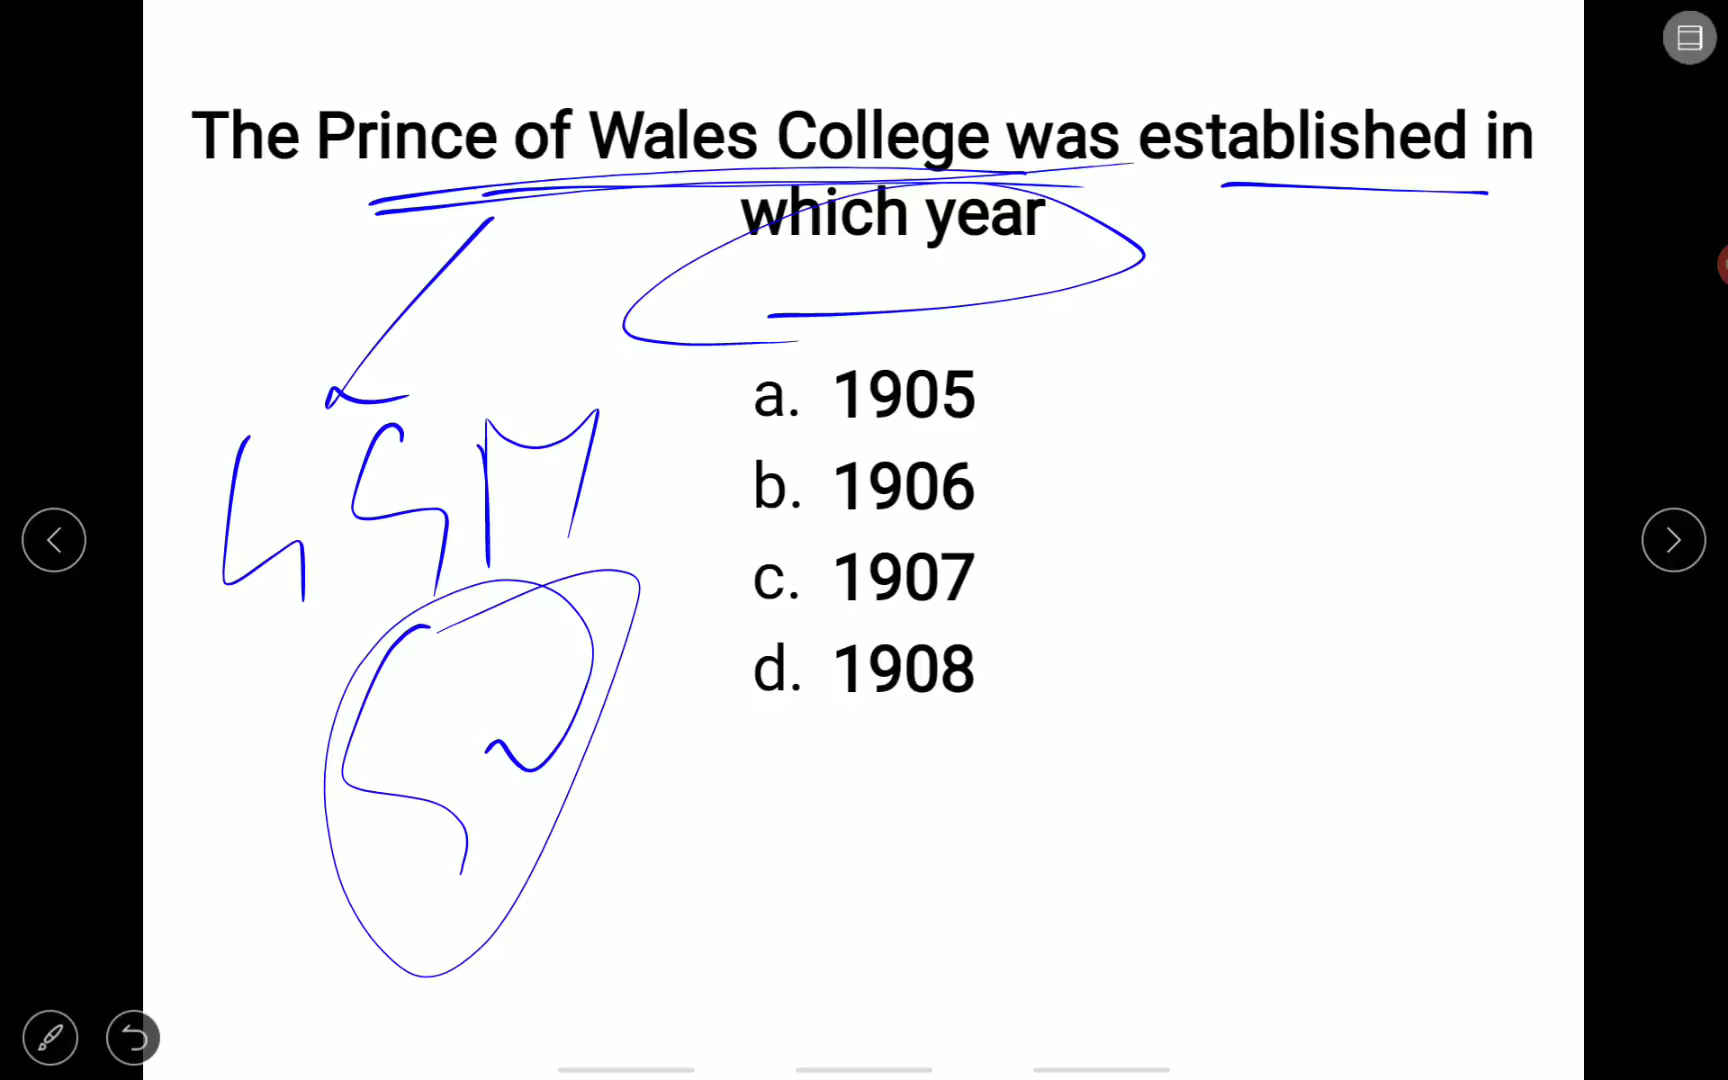 The Prince of Wales College was established in
which year
a. 1905
b. 1906
c. 1907
d. 1908